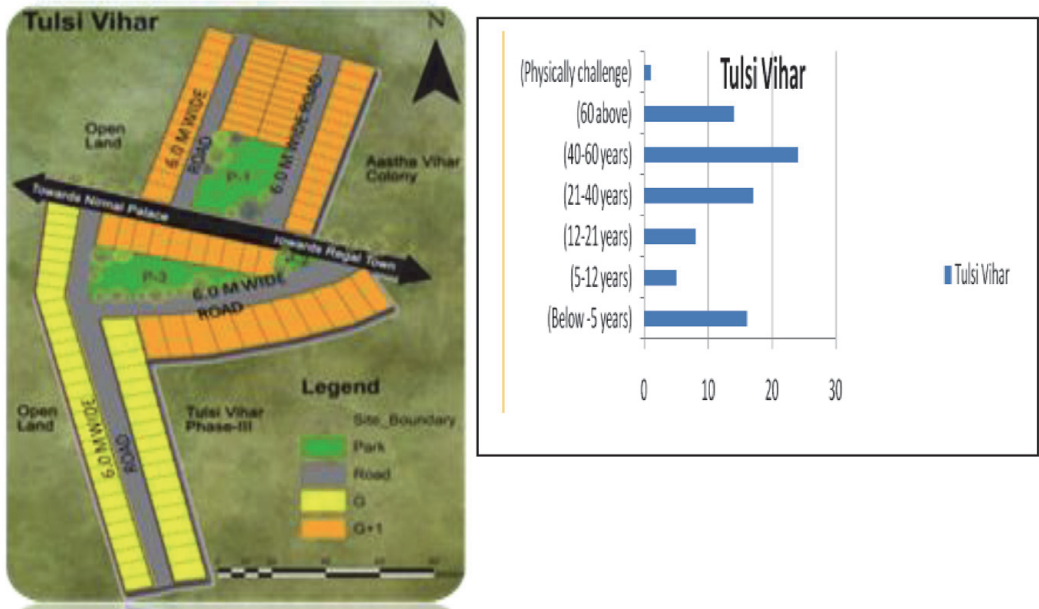 Tulsi Vihar
N
Open
Land
6.0 M WIDE
ROAD
6.0 M WIDE ROAD
P-1
Aastha Vihar
Colony
Towards Nirmal Palace
towards Regal Town
P-3
6.0 M WIDE
ROAD
Open
Land
6.0 M WIDE
ROAD
Tulsi Vihar
Phase-III
Legend
Site_Boundary
Park
Road
G
G+1
Tulsi Vihar
(Physically challenge)
(60 above)
(40-60 years)
(21-40 years)
(12-21 years)
(5-12 years)
(Below -5 years)
0 10 20 30
Tulsi Vihar